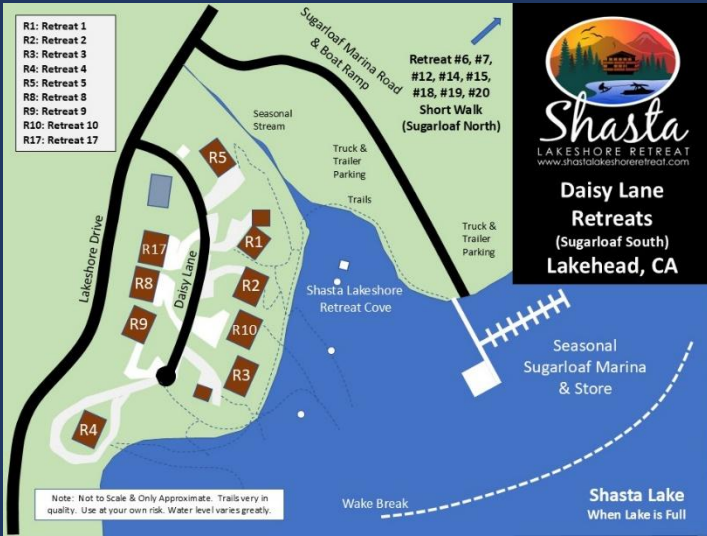 R1: Retreat 1
R2: Retreat 2
R3: Retreat 3
R4: Retreat 4
R5: Retreat 5
R8: Retreat 8
R9: Retreat 9
R10: Retreat 10
R17: Retreat 17
Sugarloaf Marina Road
& Boat Ramp
Retreat #6, #7,
#12, #14, #15,
#18, #19, #20
Short Walk
(Sugarloaf North)
Shasta
LAKESHORE RETREAT
www.shastalakeshoreretreat.com
Daisy Lane
Retreats
(Sugarloaf South)
Lakehead, CA
Seasonal
Stream
Truck &
Trailer
Parking
Trails
Truck &
Trailer
Parking
Lakeshore Drive
Daisy Lane
R5
R1
R17
R8
R2
R9
R10
R3
R4
Shasta Lakeshore
Retreat Cove
Seasonal
Sugarloaf Marina
& Store
Wake Break
Shasta Lake
When Lake is Full
Note: Not to Scale & Only Approximate. Trails very in
quality. Use at your own risk. Water level varies greatly.